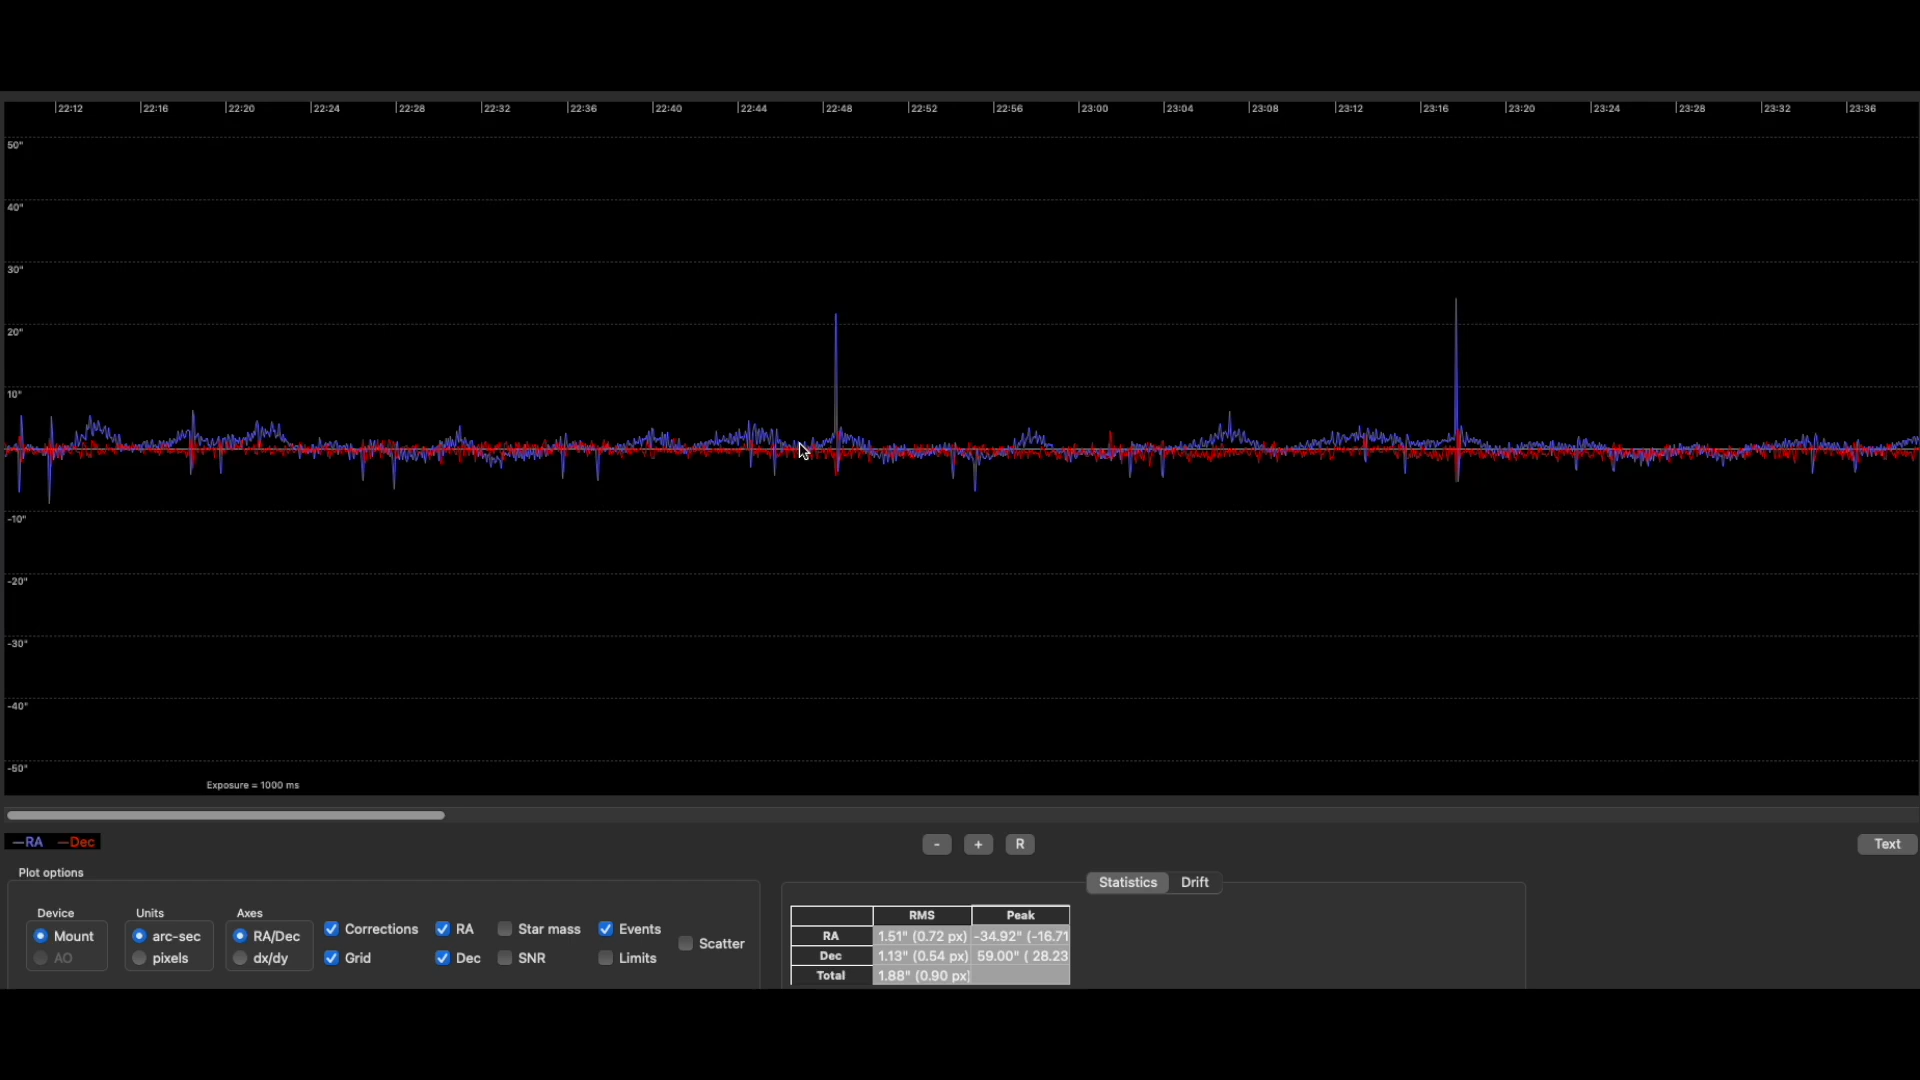 22:12 22:16 22:20 22:24 22:28 22:32 22:36 22:40 22:44 22:48 22:52 22:56 23:00 23:04 23:08 23:12 23:16 23:20 23:24 23:28 23:32 23:36
50"
40"
30"
20"
10"
-10"
-20"
-30"
-40"
-50"
Exposure = 1000 ms
—RA —Dec
- + R
Text
Plot options
Statistics Drift
Device Units Axes
Mount arc-sec RA/Dec Corrections RA Star mass Events
Scatter
AO pixels dx/dy Grid Dec SNR Limits
RMS Peak
RA 1.51" (0.72 px) -34.92" (-16.71
Dec 1.13" (0.54 px) 59.00" ( 28.23
Total 1.88" (0.90 px)